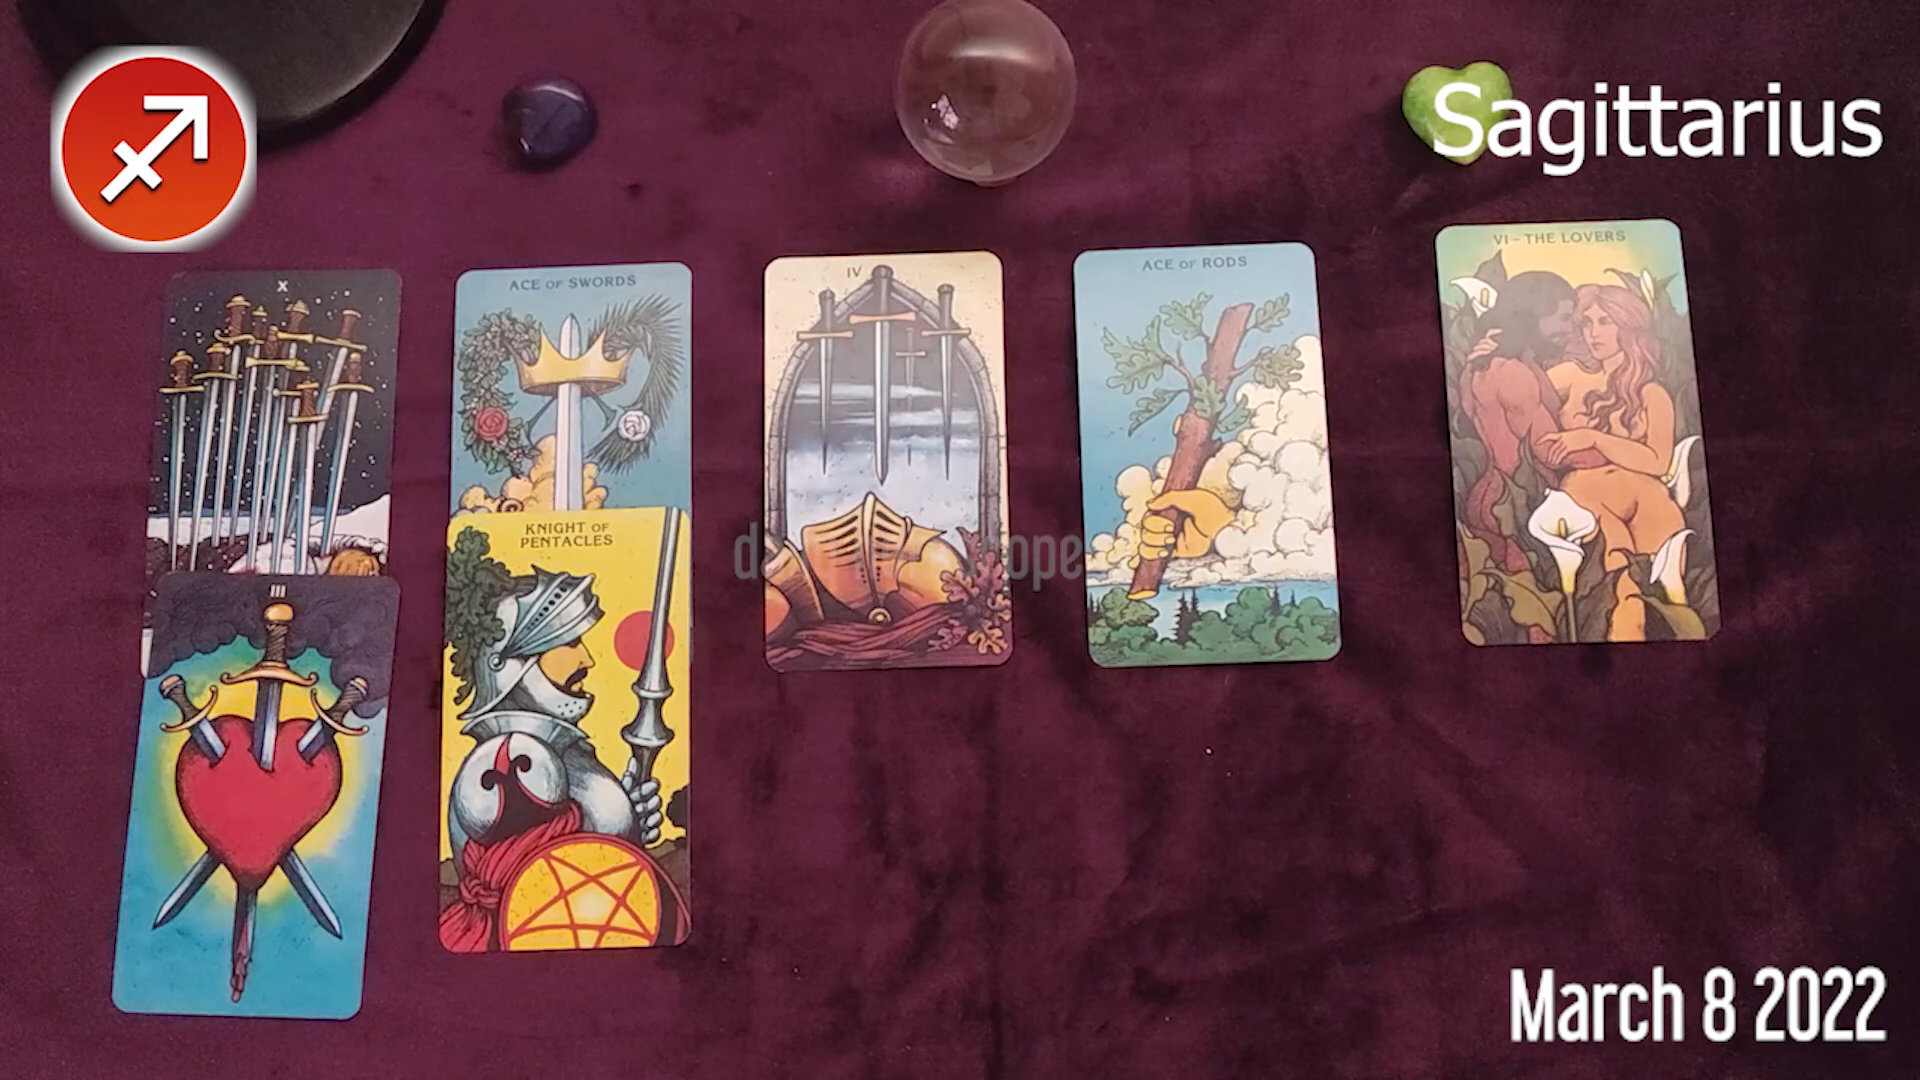 Sagittarius
X
ACE OF SWORDS
IV
ACE OF RODS
VI – THE LOVERS
KNIGHT OF
PENTACLES
III
March 8 2022